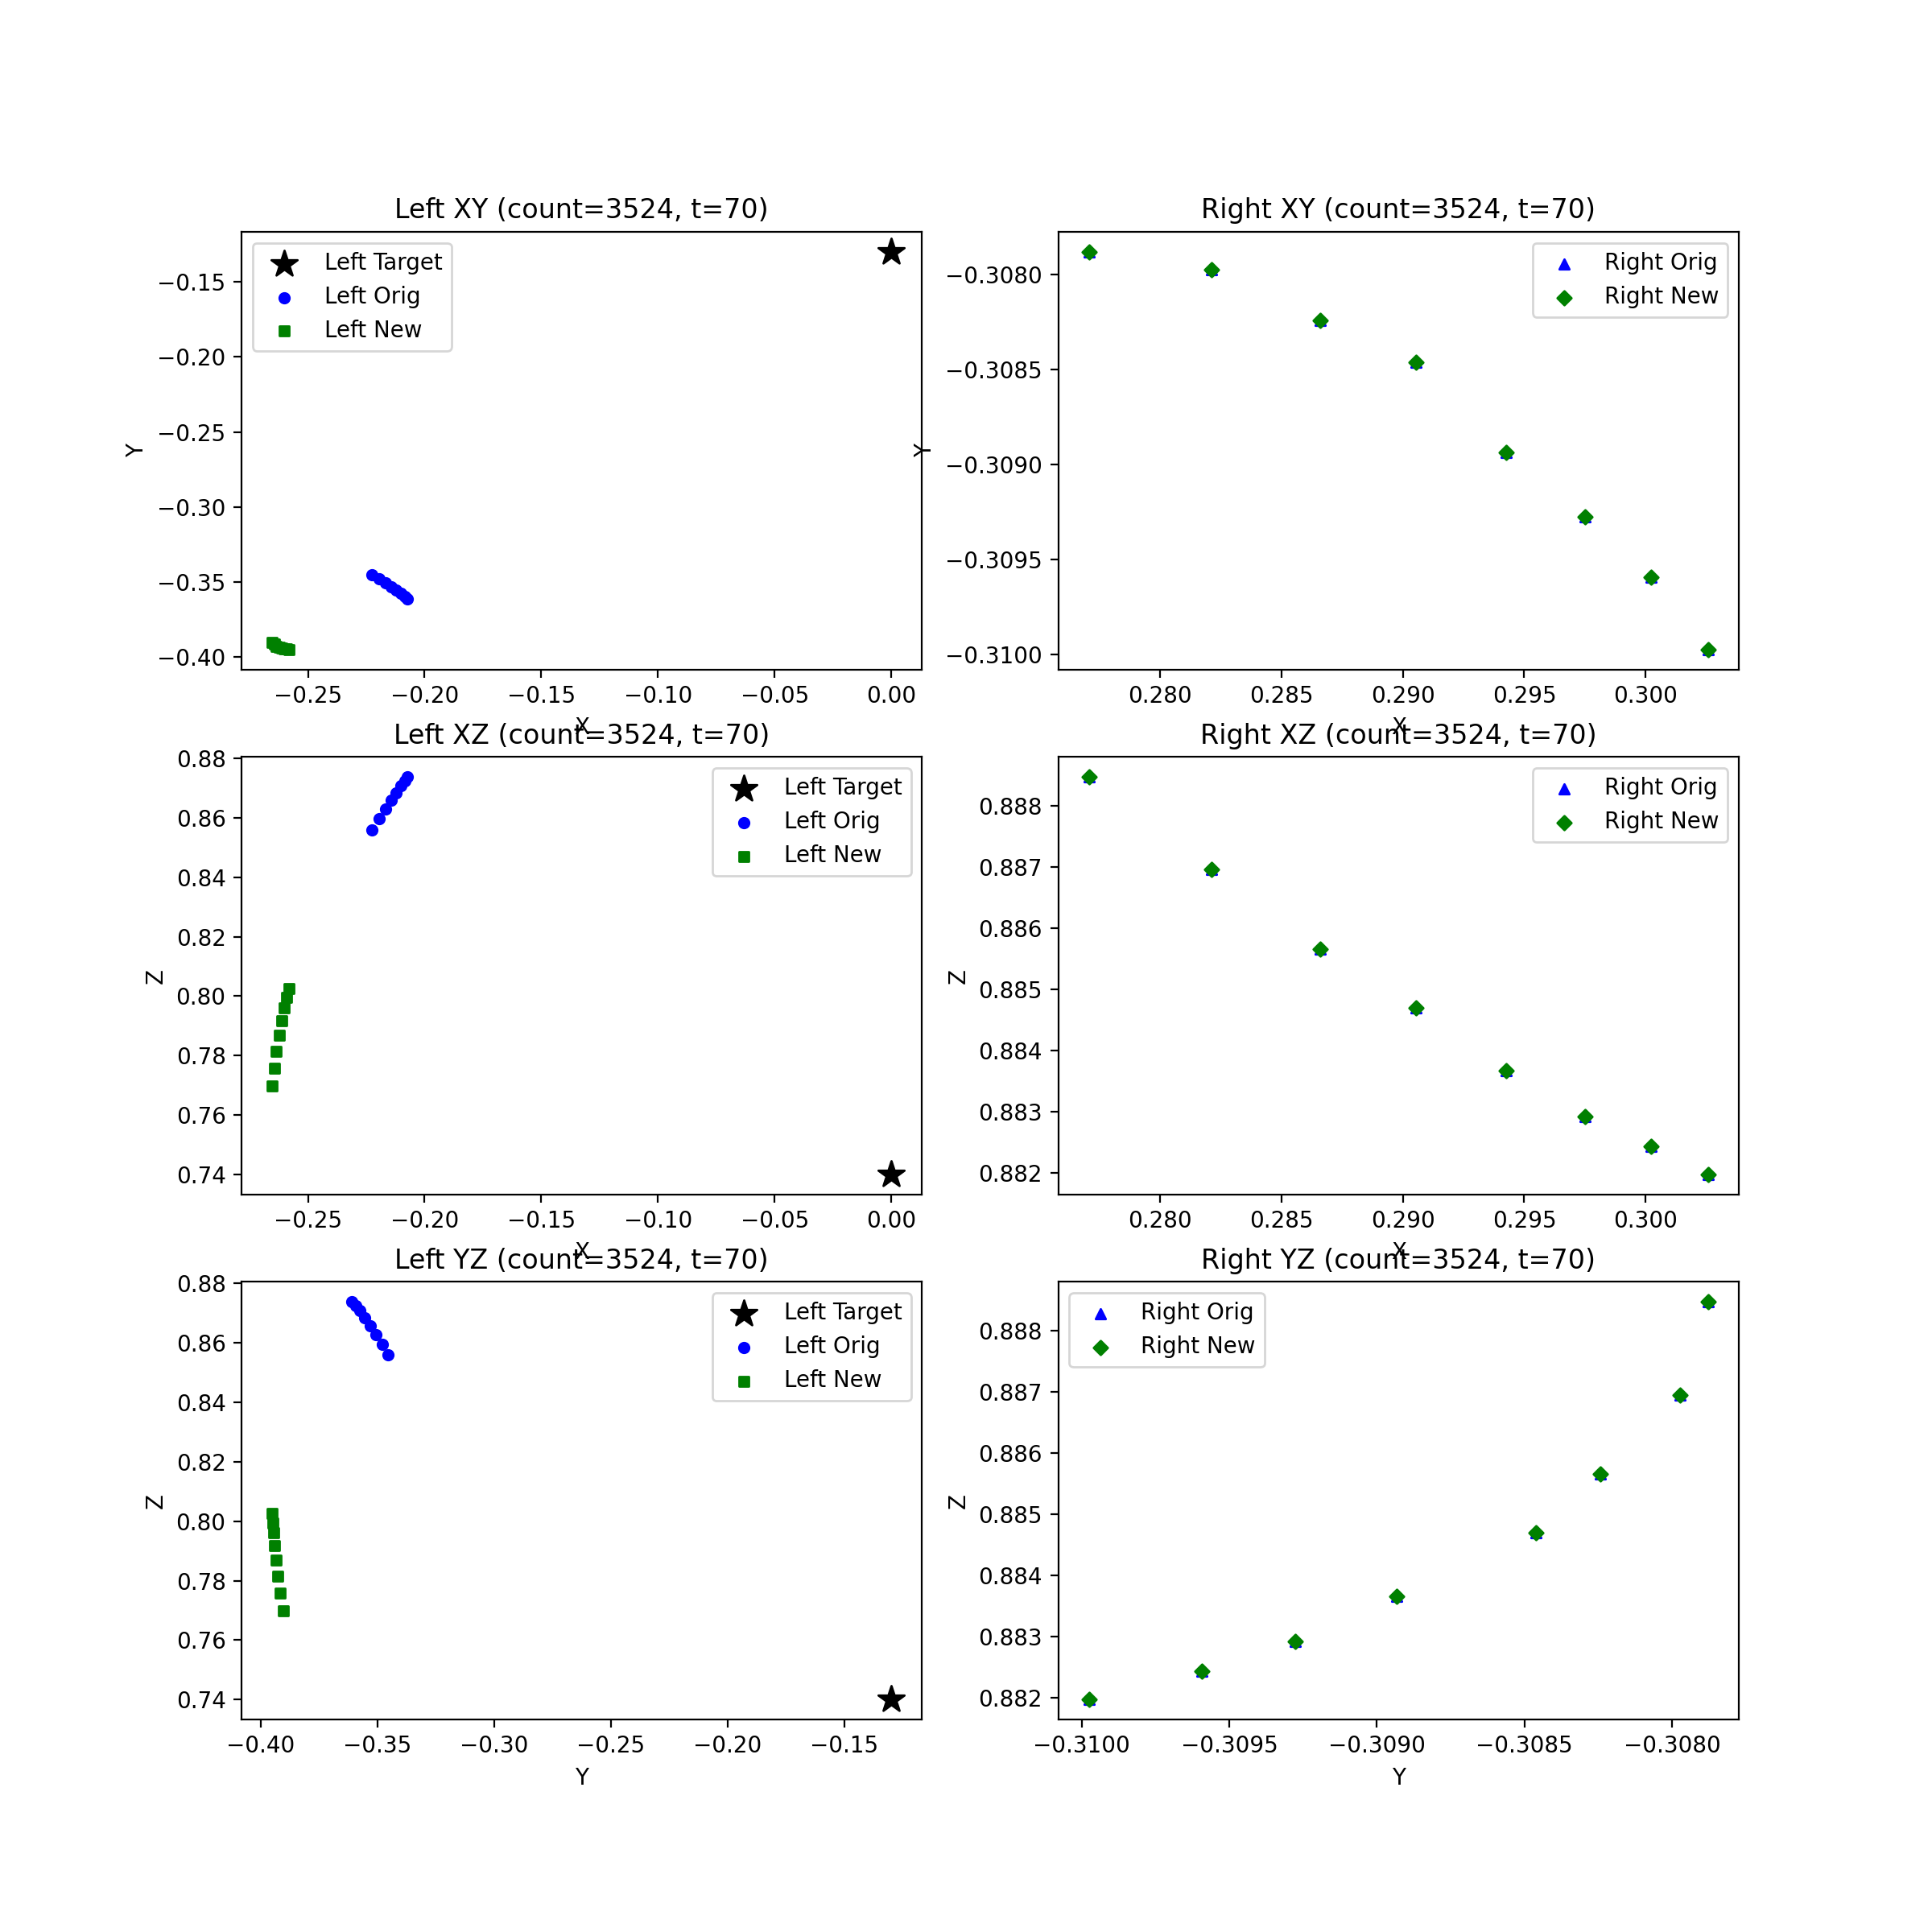 Left XY (count=3524, t=70)
Left Target
Left Orig
Left New
−0.15
−0.20
−0.25
−0.30
−0.35
−0.40
Y
−0.25
−0.20
−0.15
−0.10
−0.05
0.00
X
Right XY (count=3524, t=70)
Right Orig
Right New
−0.3080
−0.3085
−0.3090
−0.3095
−0.3100
Y
0.280
0.285
0.290
0.295
0.300
X
Left XZ (count=3524, t=70)
Left Target
Left Orig
Left New
0.88
0.86
0.84
0.82
0.80
0.78
0.76
0.74
Z
−0.25
−0.20
−0.15
−0.10
−0.05
0.00
X
Right XZ (count=3524, t=70)
Right Orig
Right New
0.888
0.887
0.886
0.885
0.884
0.883
0.882
Z
0.280
0.285
0.290
0.295
0.300
X
Left YZ (count=3524, t=70)
Left Target
Left Orig
Left New
0.88
0.86
0.84
0.82
0.80
0.78
0.76
0.74
Z
−0.40
−0.35
−0.30
−0.25
−0.20
−0.15
Y
Right YZ (count=3524, t=70)
Right Orig
Right New
0.888
0.887
0.886
0.885
0.884
0.883
0.882
Z
−0.3100
−0.3095
−0.3090
−0.3085
−0.3080
Y